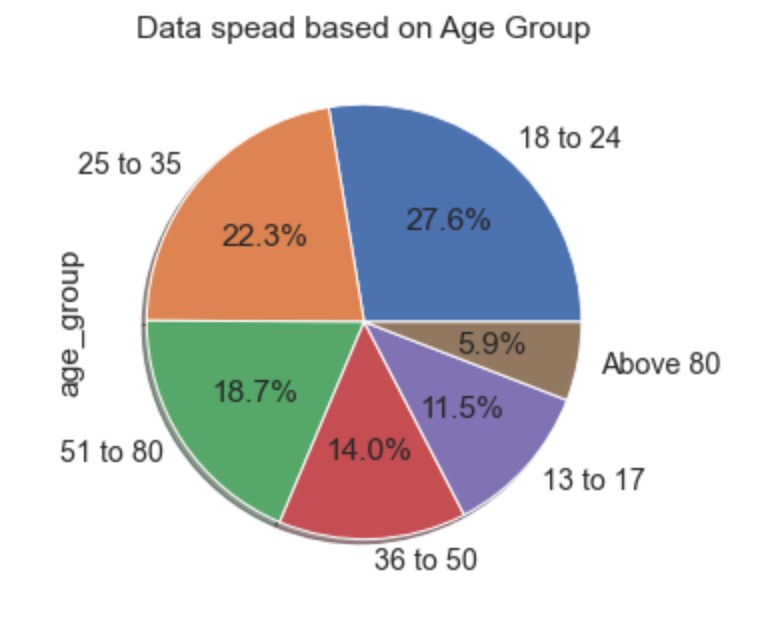 Data spead based on Age Group
18 to 24
25 to 35
27.6%
22.3%
age_group
5.9%
Above 80
18.7%
11.5%
14.0%
51 to 80
13 to 17
36 to 50